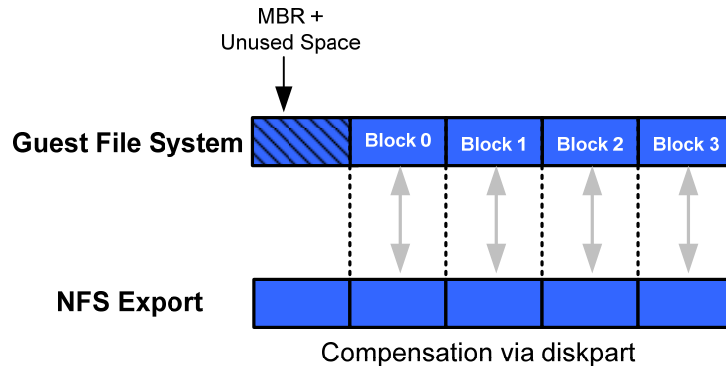 MBR +
Unused Space
Guest File System
Block 0 Block 1 Block 2 Block 3
NFS Export
Compensation via diskpart